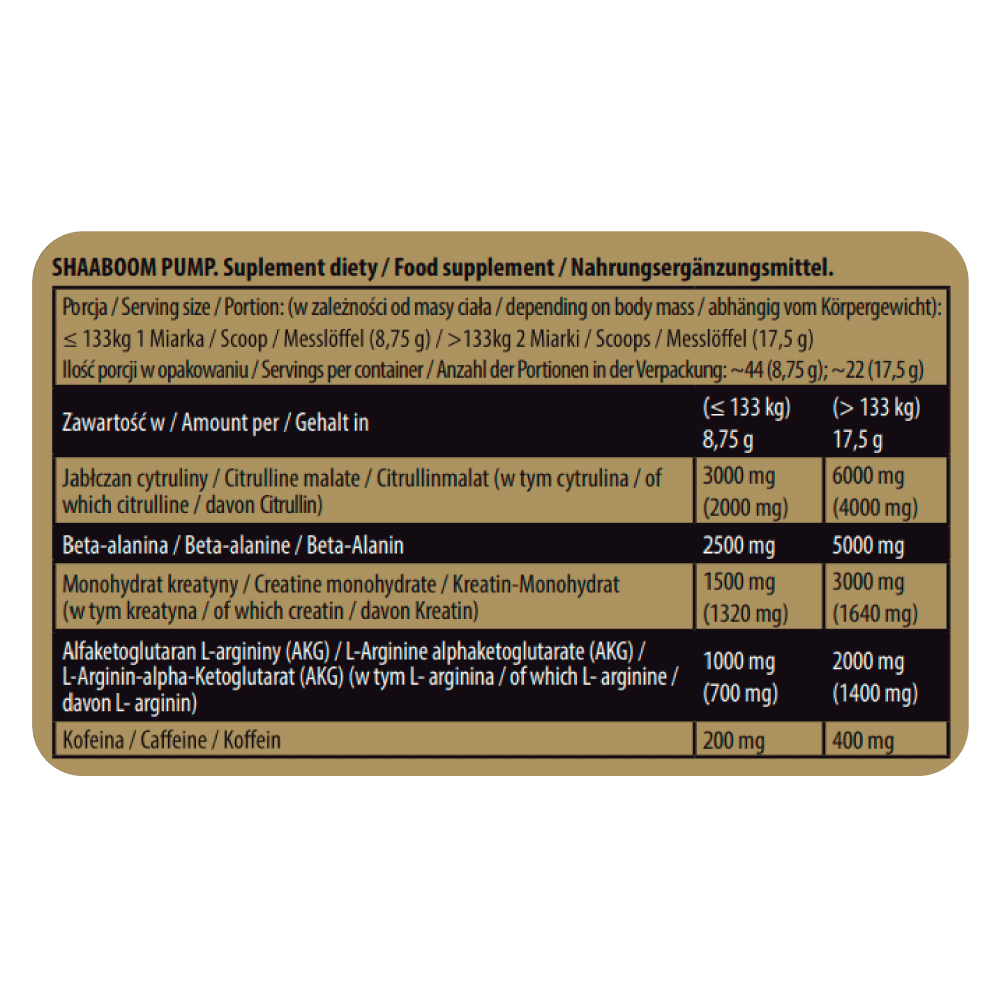 SHAABOOM PUMP. Suplement diety / Food supplement / Nahrungsergänzungsmittel.
Porcja / Serving size / Portion: (w zależności od masy ciała / depending on body mass / abhängig vom Körpergewicht):
≤ 133kg 1 Miarka / Scoop / Messlöffel (8,75 g) / >133kg 2 Miarki / Scoops / Messlöffel (17,5 g)
Ilość porcji w opakowaniu / Servings per container / Anzahl der Portionen in der Verpackung: ~44 (8,75 g); ~22 (17,5 g)
Zawartość w / Amount per / Gehalt in
(≤ 133 kg) (> 133 kg)
8,75 g 17,5 g
Jabłczan cytruliny / Citrulline malate / Citrullinmalat (w tym cytrulina / of
which citrulline / davon Citrullin)
3000 mg 6000 mg
(2000 mg) (4000 mg)
Beta-alanina / Beta-alanine / Beta-Alanin 2500 mg 5000 mg
Monohydrat kreatyny / Creatine monohydrate / Kreatin-Monohydrat
(w tym kreatyna / of which creatin / davon Kreatin)
1500 mg 3000 mg
(1320 mg) (1640 mg)
Alfaketoglutaran L-argininy (AKG) / L-Arginine alphaketoglutarate (AKG) /
L-Arginin-alpha-Ketoglutarat (AKG) (w tym L- arginina / of which L- arginine /
davon L- arginin)
1000 mg 2000 mg
(700 mg) (1400 mg)
Kofeina / Caffeine / Koffein 200 mg 400 mg